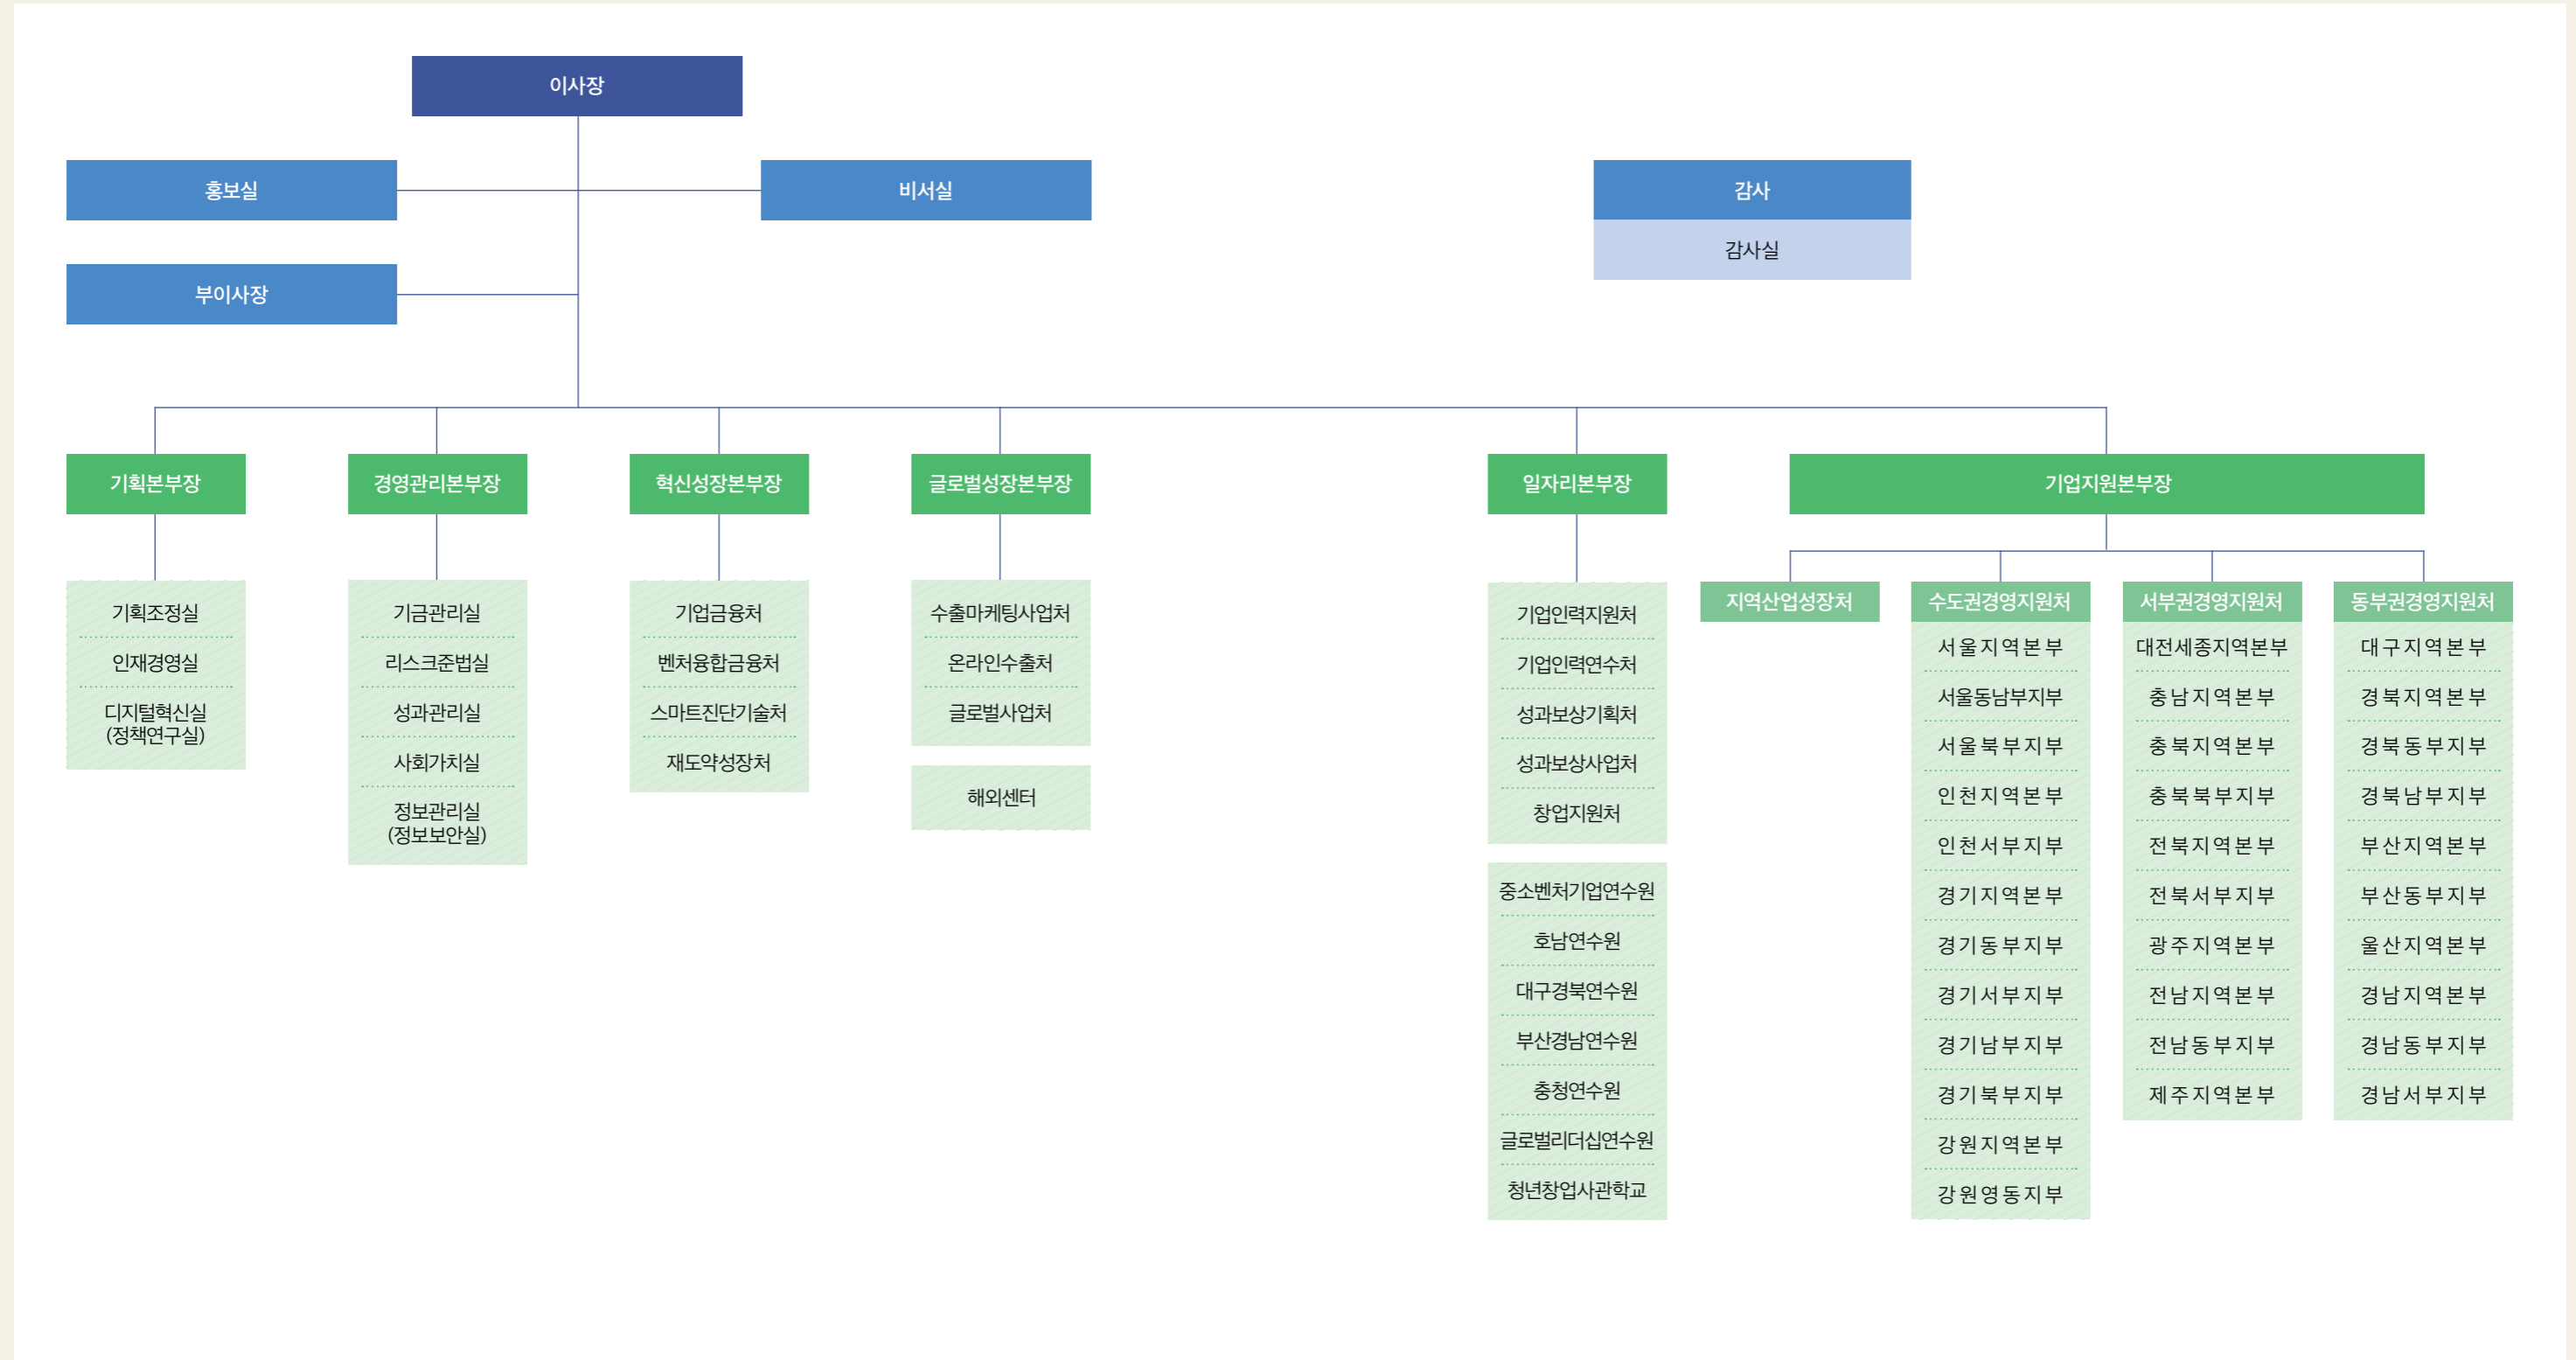 이사장
홍보실
비서실
감사
감사실
부이사장
기획본부장
경영관리본부장
혁신성장본부장
글로벌성장본부장
일자리본부장
기업지원본부장
기획조정실
인재경영실
디지털혁신실
(정책연구실)
기금관리실
리스크준법실
성과관리실
사회가치실
정보관리실
(정보보안실)
기업금융처
벤처융합금융처
스마트진단기술처
재도약성장처
수출마케팅사업처
온라인수출처
글로벌사업처
해외센터
기업인력지원처
기업인력연수처
성과보상기획처
성과보상사업처
창업지원처
중소벤처기업연수원
호남연수원
대구경북연수원
부산경남연수원
충청연수원
글로벌리더십연수원
청년창업사관학교
지역산업성장처
수도권경영지원처
서울지역본부
서울동남부지부
서울북부지부
인천지역본부
인천서부지부
경기지역본부
경기동부지부
경기서부지부
경기남부지부
경기북부지부
강원지역본부
강원영동지부
서부권경영지원처
대전세종지역본부
충남지역본부
충북지역본부
충북북부지부
전북지역본부
전북서부지부
광주지역본부
전남지역본부
전남동부지부
제주지역본부
동부권경영지원처
대구지역본부
경북지역본부
경북동부지부
경북남부지부
부산지역본부
부산동부지부
울산지역본부
경남지역본부
경남동부지부
경남서부지부